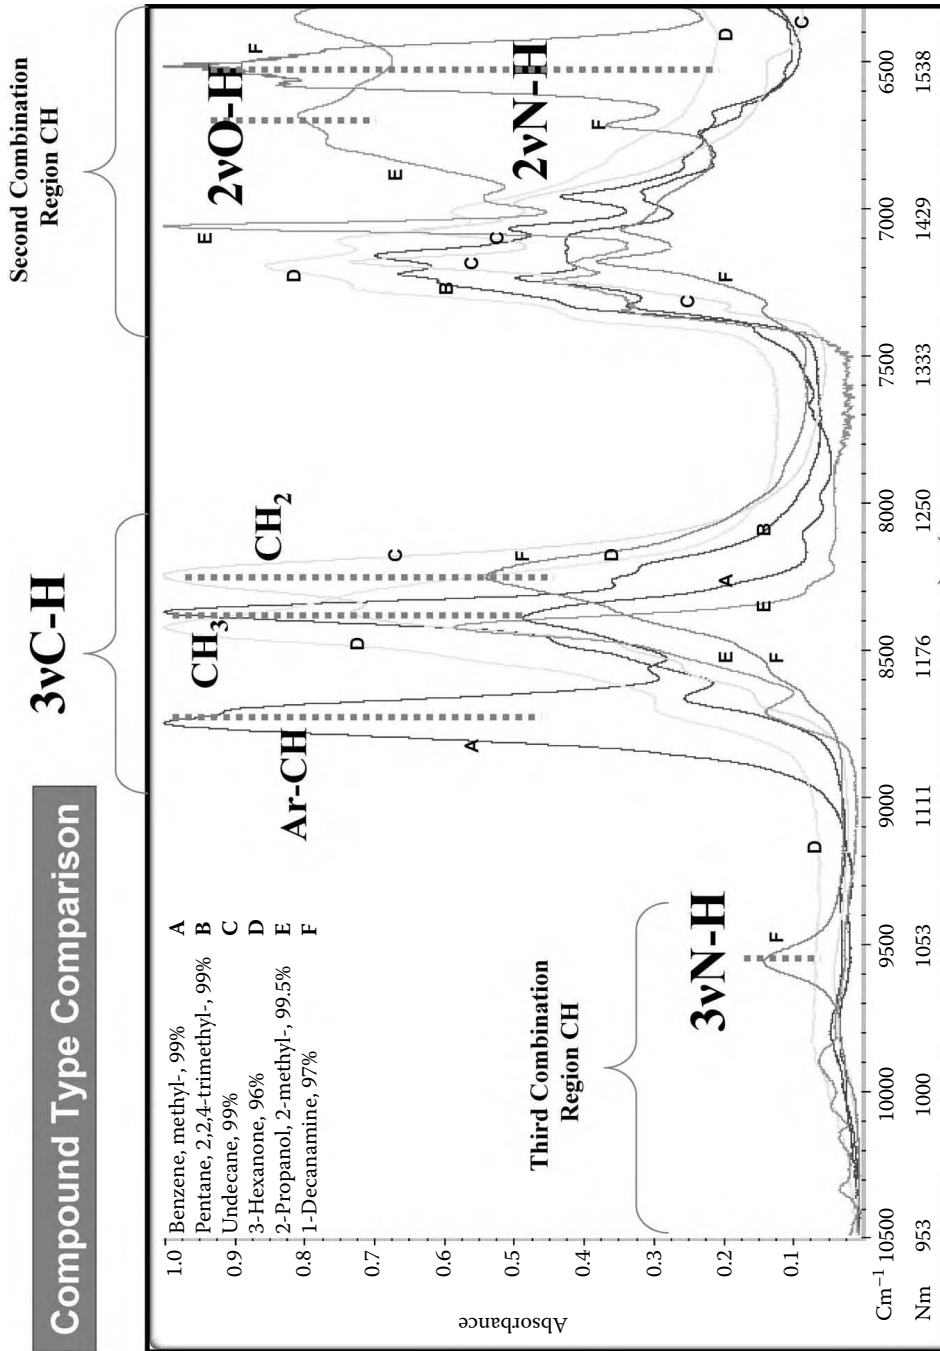 Compound Type Comparison
3νC-H
Second Combination
Region CH
Benzene, methyl-, 99% A
Pentane, 2,2,4-trimethyl-, 99% B
Undecane, 99% C
3-Hexanone, 96% D
2-Propanol, 2-methyl-, 99.5% E
1-Decanamine, 97% F
Ar-CH
CH3
CH2
2νO-H
2νN-H
Third Combination
Region CH
3νN-H
A
D
C
F
D
B
A
E
E
F
D
F
D
B
C
C
E
E
F
C
F
F
D
C
Absorbance
1.0
0.9
0.8
0.7
0.6
0.5
0.4
0.3
0.2
0.1
Cm⁻¹ 10500 10000 9500 9000 8500 8000 7500 7000 6500
Nm 953 1000 1053 1111 1176 1250 1333 1429 1538